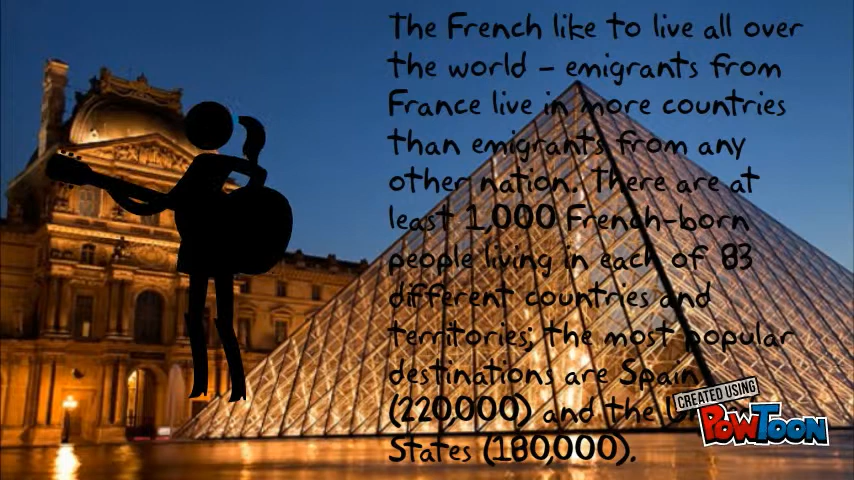 The French like to live all over
the world – emigrants from
France live in more countries
than emigrants from any
other nation. There are at
least 1,000 French-born
people living in each of 83
different countries and
territories; the most popular
destinations are Spain
(220,000) and the
States (180,000).
CREATED USING
POWTOON